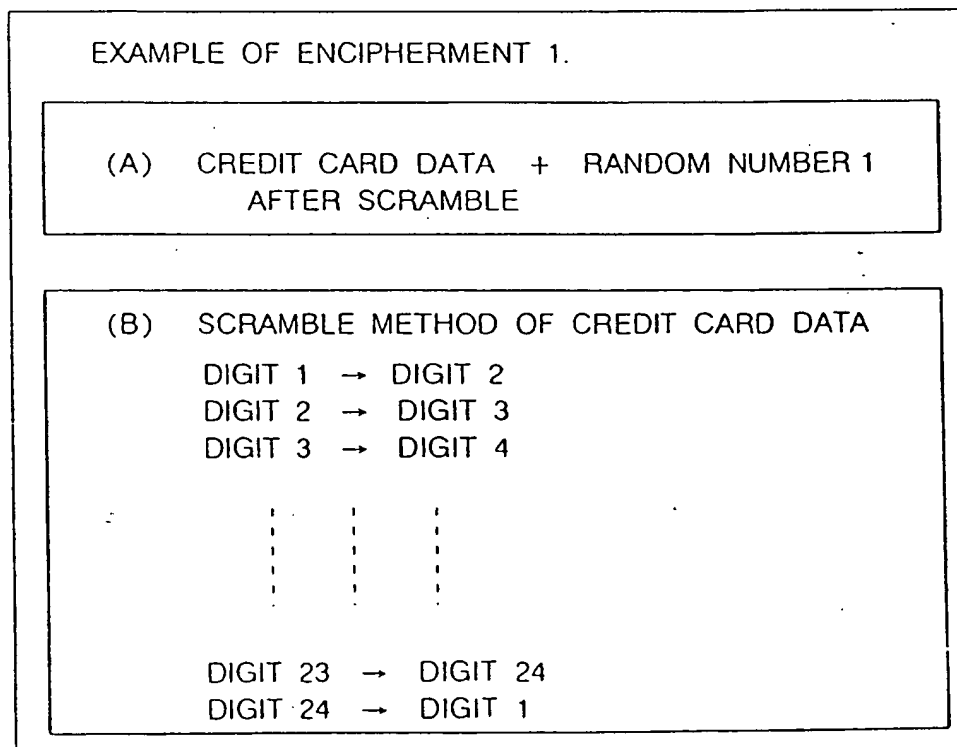 EXAMPLE OF ENCIPHERMENT 1.
(A) CREDIT CARD DATA + RANDOM NUMBER 1
AFTER SCRAMBLE
(B) SCRAMBLE METHOD OF CREDIT CARD DATA
DIGIT 1 → DIGIT 2
DIGIT 2 → DIGIT 3
DIGIT 3 → DIGIT 4
DIGIT 23 → DIGIT 24
DIGIT 24 → DIGIT 1